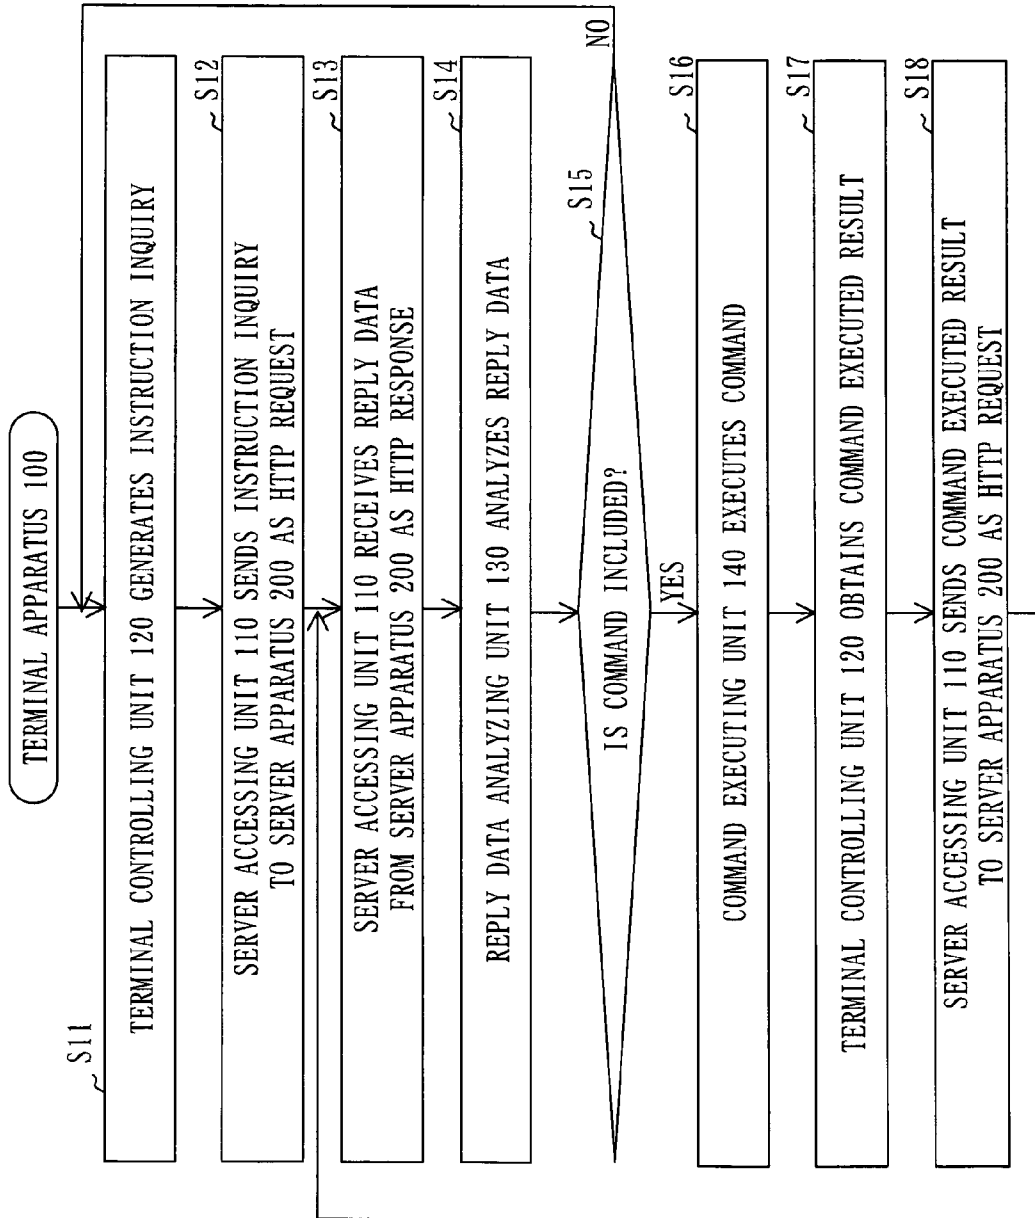 TERMINAL APPARATUS 100
S11
TERMINAL CONTROLLING UNIT 120 GENERATES INSTRUCTION INQUIRY
S12
SERVER ACCESSING UNIT 110 SENDS INSTRUCTION INQUIRY
TO SERVER APPARATUS 200 AS HTTP REQUEST
S13
SERVER ACCESSING UNIT 110 RECEIVES REPLY DATA
FROM SERVER APPARATUS 200 AS HTTP RESPONSE
S14
REPLY DATA ANALYZING UNIT 130 ANALYZES REPLY DATA
S15
IS COMMAND INCLUDED?
NO
YES
S16
COMMAND EXECUTING UNIT 140 EXECUTES COMMAND
S17
TERMINAL CONTROLLING UNIT 120 OBTAINS COMMAND EXECUTED RESULT
S18
SERVER ACCESSING UNIT 110 SENDS COMMAND EXECUTED RESULT
TO SERVER APPARATUS 200 AS HTTP REQUEST